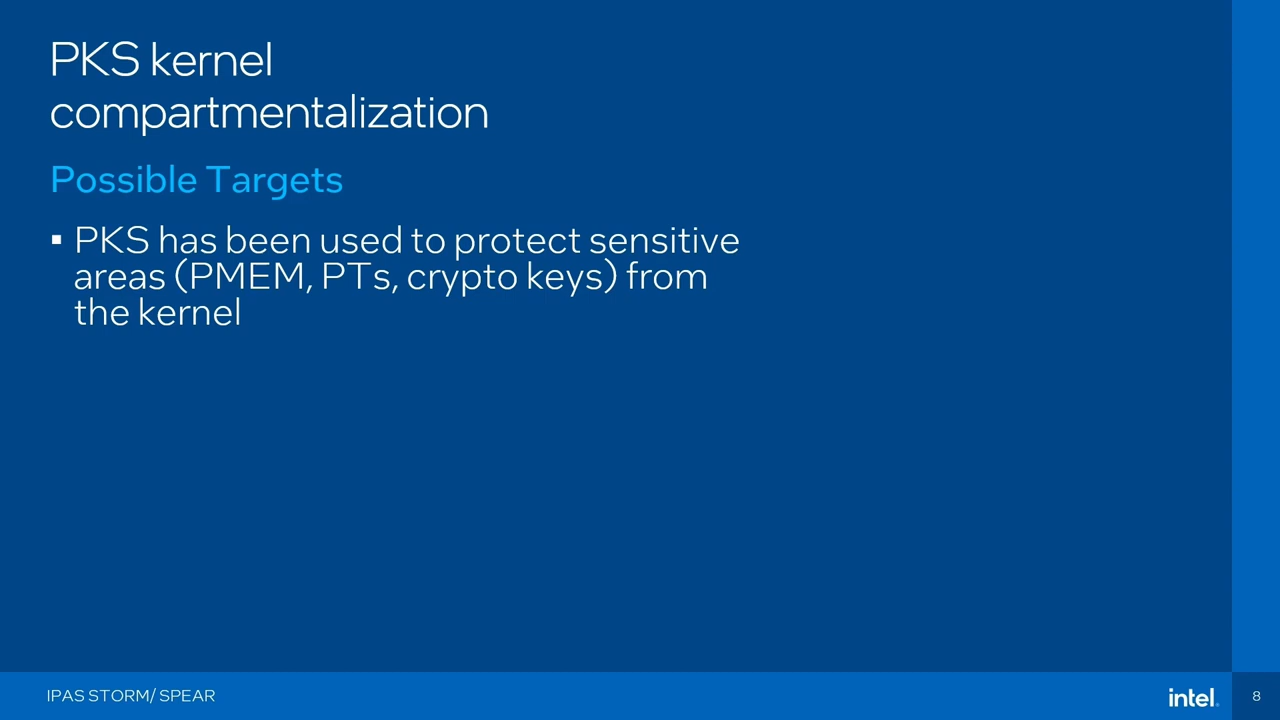 PKS kernel
compartmentalization
Possible Targets
▪ PKS has been used to protect sensitive
areas (PMEM, PTs, crypto keys) from
the kernel
IPAS STORM/ SPEAR
intel.
8